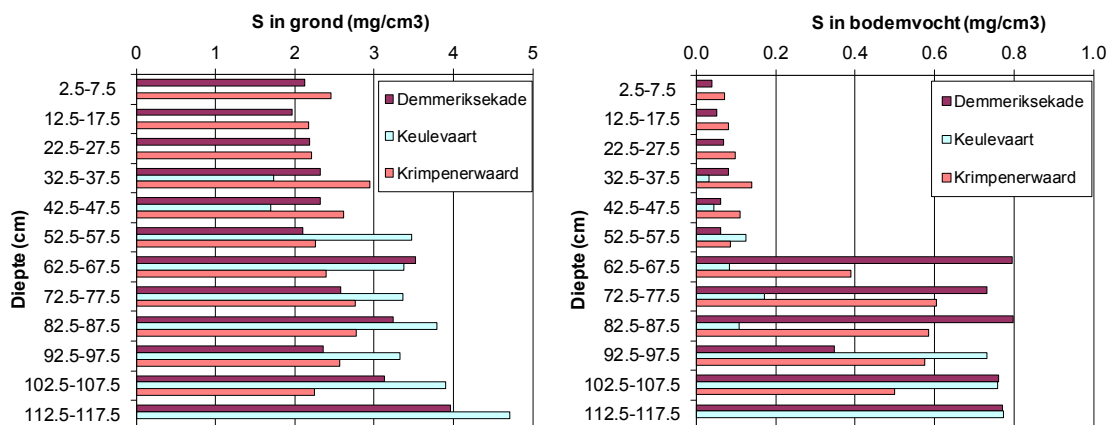 S in grond (mg/cm3)
0 1 2 3 4 5
Diepte (cm)
2.5-7.5
12.5-17.5
22.5-27.5
32.5-37.5
42.5-47.5
52.5-57.5
62.5-67.5
72.5-77.5
82.5-87.5
92.5-97.5
102.5-107.5
112.5-117.5
Demmeriksekade
Keulevaart
Krimpenerwaard
S in bodemvocht (mg/cm3)
0.0 0.2 0.4 0.6 0.8 1.0
Diepte (cm)
2.5-7.5
12.5-17.5
22.5-27.5
32.5-37.5
42.5-47.5
52.5-57.5
62.5-67.5
72.5-77.5
82.5-87.5
92.5-97.5
102.5-107.5
112.5-117.5
Demmeriksekade
Keulevaart
Krimpenerwaard